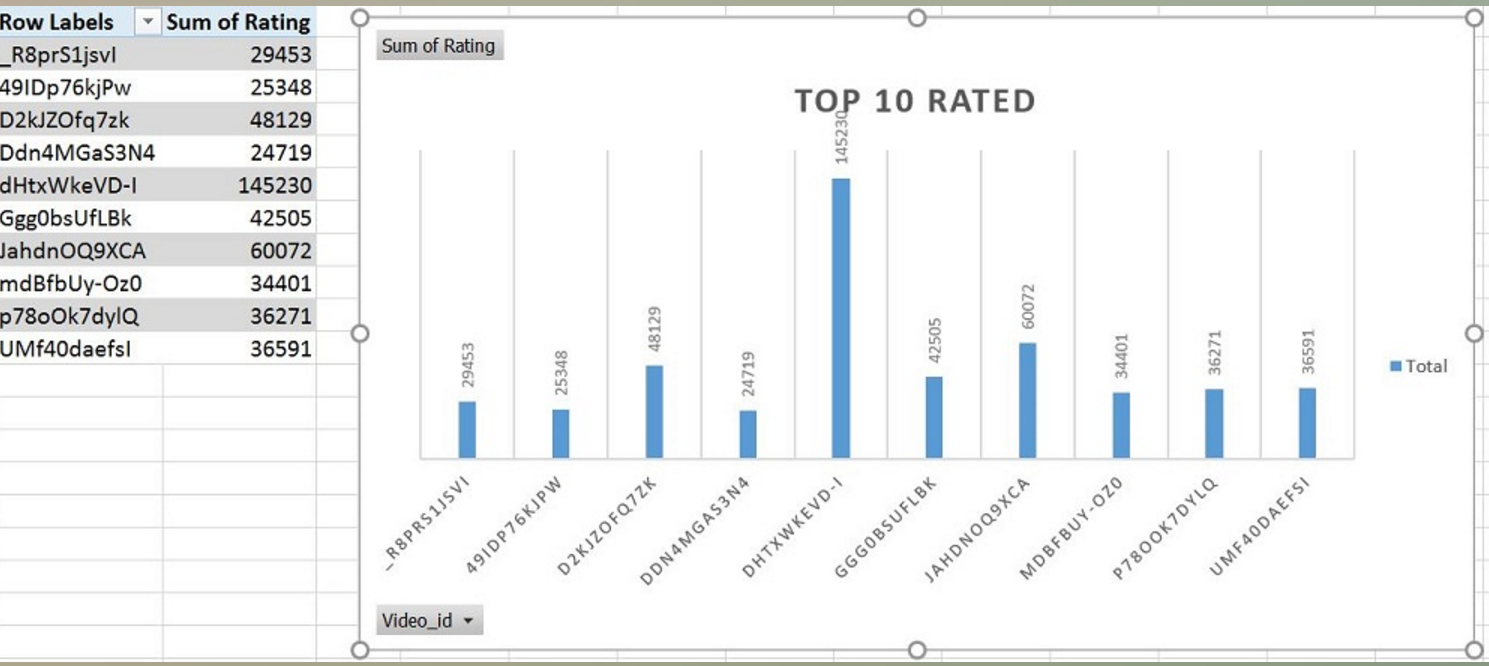 Row Labels Sum of Rating
_R8prS1jsvI 29453
49IDp76kjPw 25348
D2kJZOfq7zk 48129
Ddn4MGaS3N4 24719
dHtxWkeVD-I 145230
Ggg0bsUfLBk 42505
JahdnOQ9XCA 60072
mdBfbUy-Oz0 34401
p78oOk7dylQ 36271
UMf40daefsI 36591
Sum of Rating
TOP 10 RATED
29453
25348
48129
24719
145230
42505
60072
34401
36271
36591
_R8PRS1JSVI
49IDP76KJPW
D2KJZOFQ7ZK
DDN4MGAS3N4
DHTXWKEVD-I
GGG0BSUFLBK
JAHDNOQ9XCA
MDBFBUY-OZ0
P78OOK7DYLQ
UMF40DAEFSI
Total
Video_id